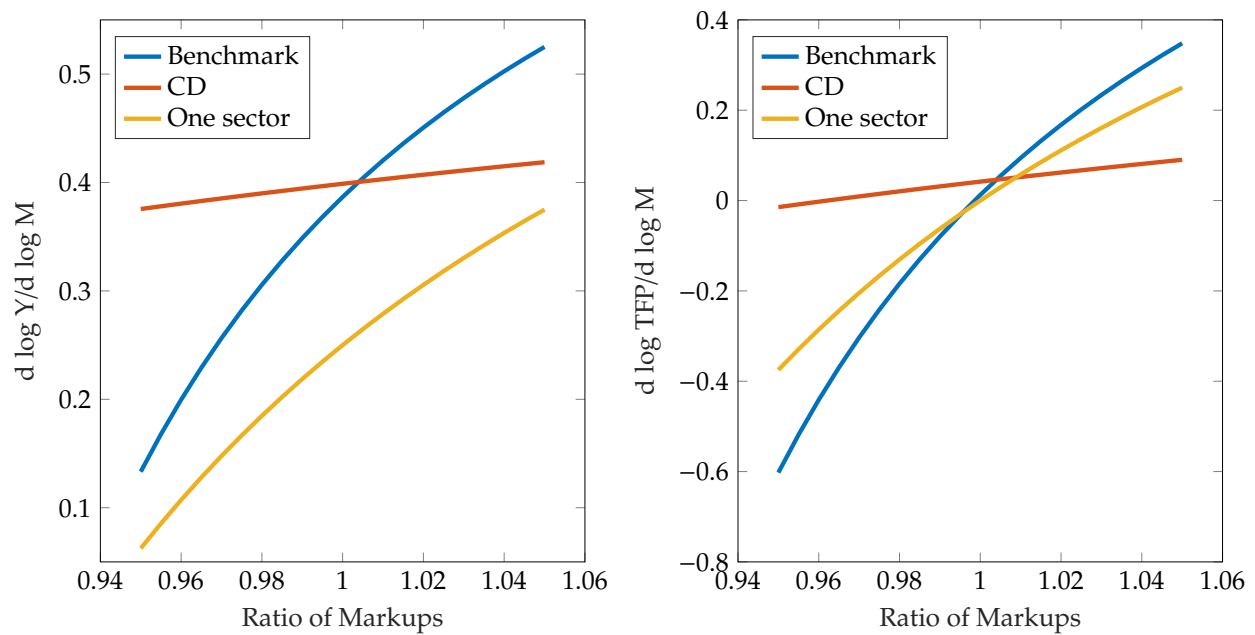 Benchmark
CD
One sector
0.5
0.4
0.3
0.2
0.1
d log Y/d log M
0.94
0.96
0.98
1
1.02
1.04
1.06
Ratio of Markups
Benchmark
CD
One sector
0.4
0.2
0
−0.2
−0.4
−0.6
−0.8
d log TFP/d log M
0.94
0.96
0.98
1
1.02
1.04
1.06
Ratio of Markups